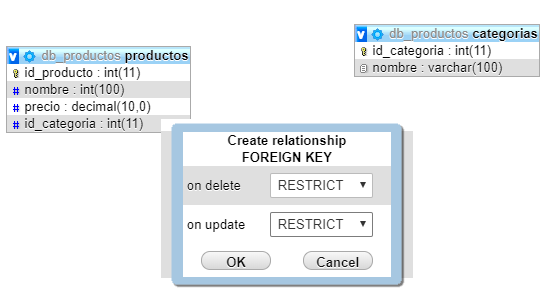 db_productos productos
id_producto : int(11)
nombre : int(100)
precio : decimal(10,0)
id_categoria : int(11)
db_productos categorias
id_categoria : int(11)
nombre : varchar(100)
Create relationship
FOREIGN KEY
on delete RESTRICT
on update RESTRICT
OK Cancel